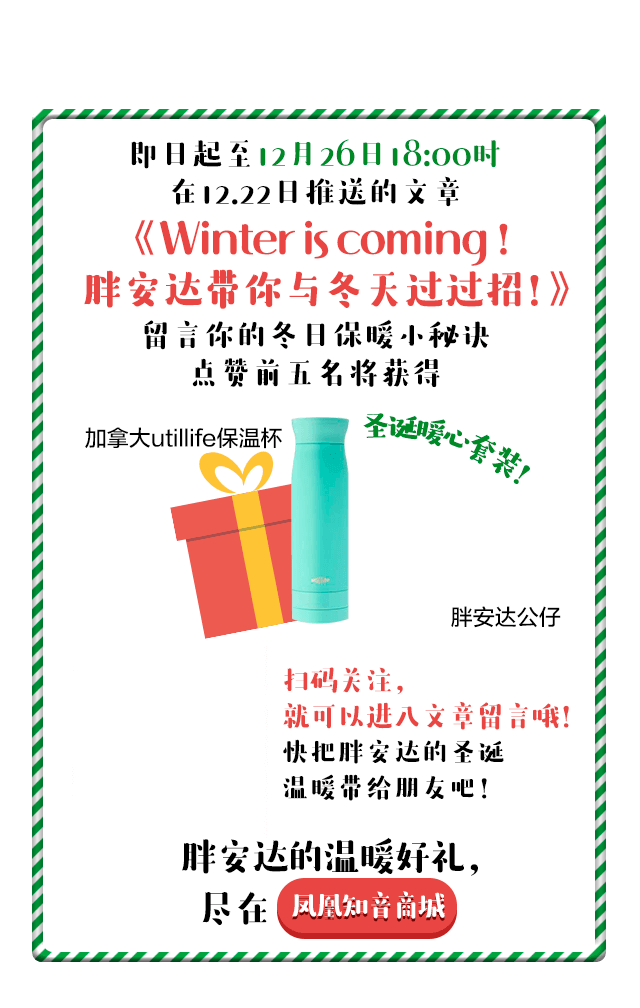 即日起至12月26日18:00时
在12.22日推送的文章
《Winter is coming !
胖安达带你与冬天过过招!》
留言你的冬日保暖小秘诀
点赞前五名将获得
加拿大utillife保温杯
圣诞暖心套装!
胖安达公仔
扫码关注，
就可以进八文章留言哦!
快把胖安达的圣诞
温暖带给朋友吧!
胖安达的温暖好礼，
尽在 凤凰知音商城